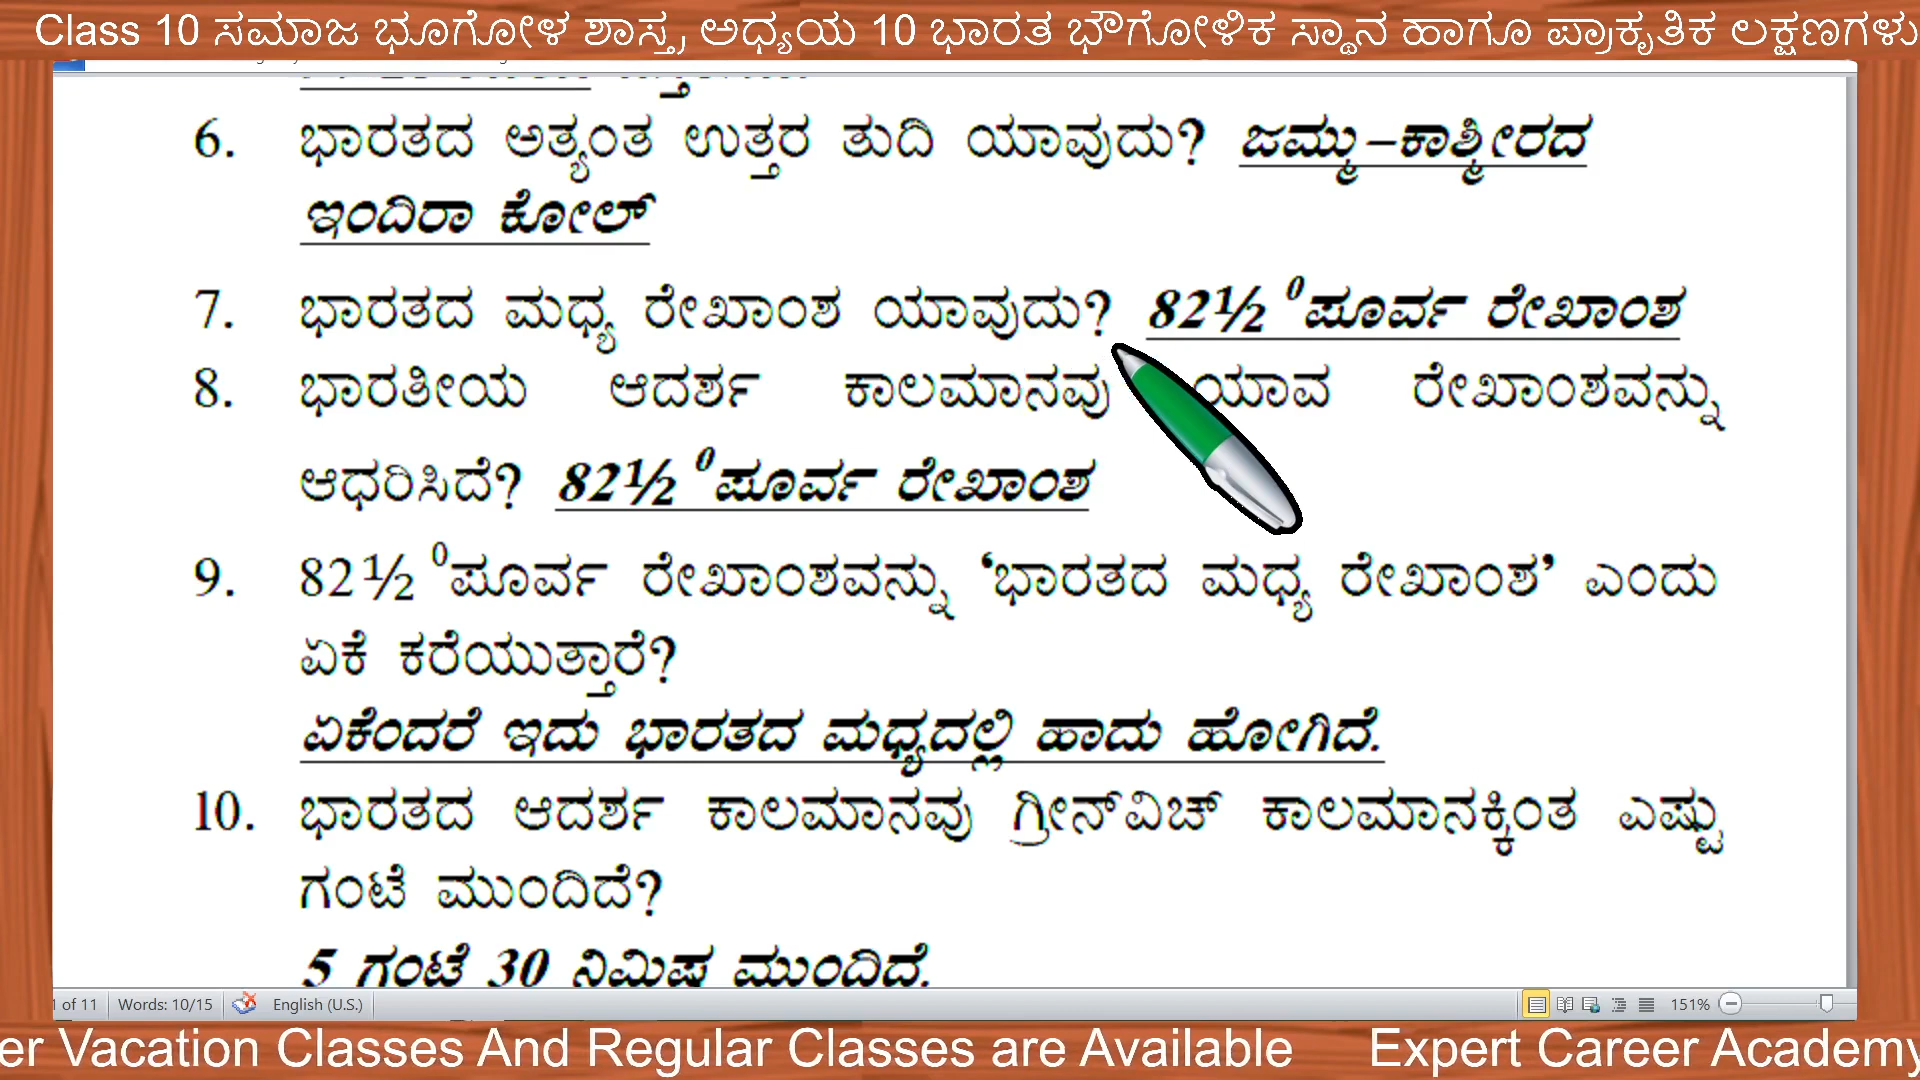 Class 10 ಸಮಾಜ ಭೂಗೋಳ ಶಾಸ್ತ್ರ ಅಧ್ಯಯ 10 ಭಾರತ ಭೌಗೋಳಿಕ ಸ್ಥಾನ ಹಾಗೂ ಪ್ರಾಕೃತಿಕ ಲಕ್ಷಣಗಳು
6. ಭಾರತದ ಅತ್ಯಂತ ಉತ್ತರ ತುದಿ ಯಾವುದು? ಜಮ್ಮು-ಕಾಶ್ಮೀರದ
ಇಂದಿರಾ ಕೋಲ್
7. ಭಾರತದ ಮಧ್ಯ ರೇಖಾಂಶ ಯಾವುದು? 82½ ⁰ಪೂರ್ವ ರೇಖಾಂಶ
8. ಭಾರತೀಯ ಆದರ್ಶ ಕಾಲಮಾನವು ಯಾವ ರೇಖಾಂಶವನ್ನು
ಆಧರಿಸಿದೆ? 82½ ⁰ಪೂರ್ವ ರೇಖಾಂಶ
9. 82½ ⁰ಪೂರ್ವ ರೇಖಾಂಶವನ್ನು ‘ಭಾರತದ ಮಧ್ಯ ರೇಖಾಂಶ’ ಎಂದು
ಏಕೆ ಕರೆಯುತ್ತಾರೆ?
ಏಕೆಂದರೆ ಇದು ಭಾರತದ ಮಧ್ಯದಲ್ಲಿ ಹಾದು ಹೋಗಿದೆ.
10. ಭಾರತದ ಆದರ್ಶ ಕಾಲಮಾನವು ಗ್ರೀನ್‌ವಿಚ್ ಕಾಲಮಾನಕ್ಕಿಂತ ಎಷ್ಟು
ಗಂಟೆ ಮುಂದಿದೆ?
5 ಗಂಟೆ 30 ನಿಮಿಷ ಮುಂದಿದೆ.
of 11 Words: 10/15 English (U.S.) 151%
er Vacation Classes And Regular Classes are Available Expert Career Academy